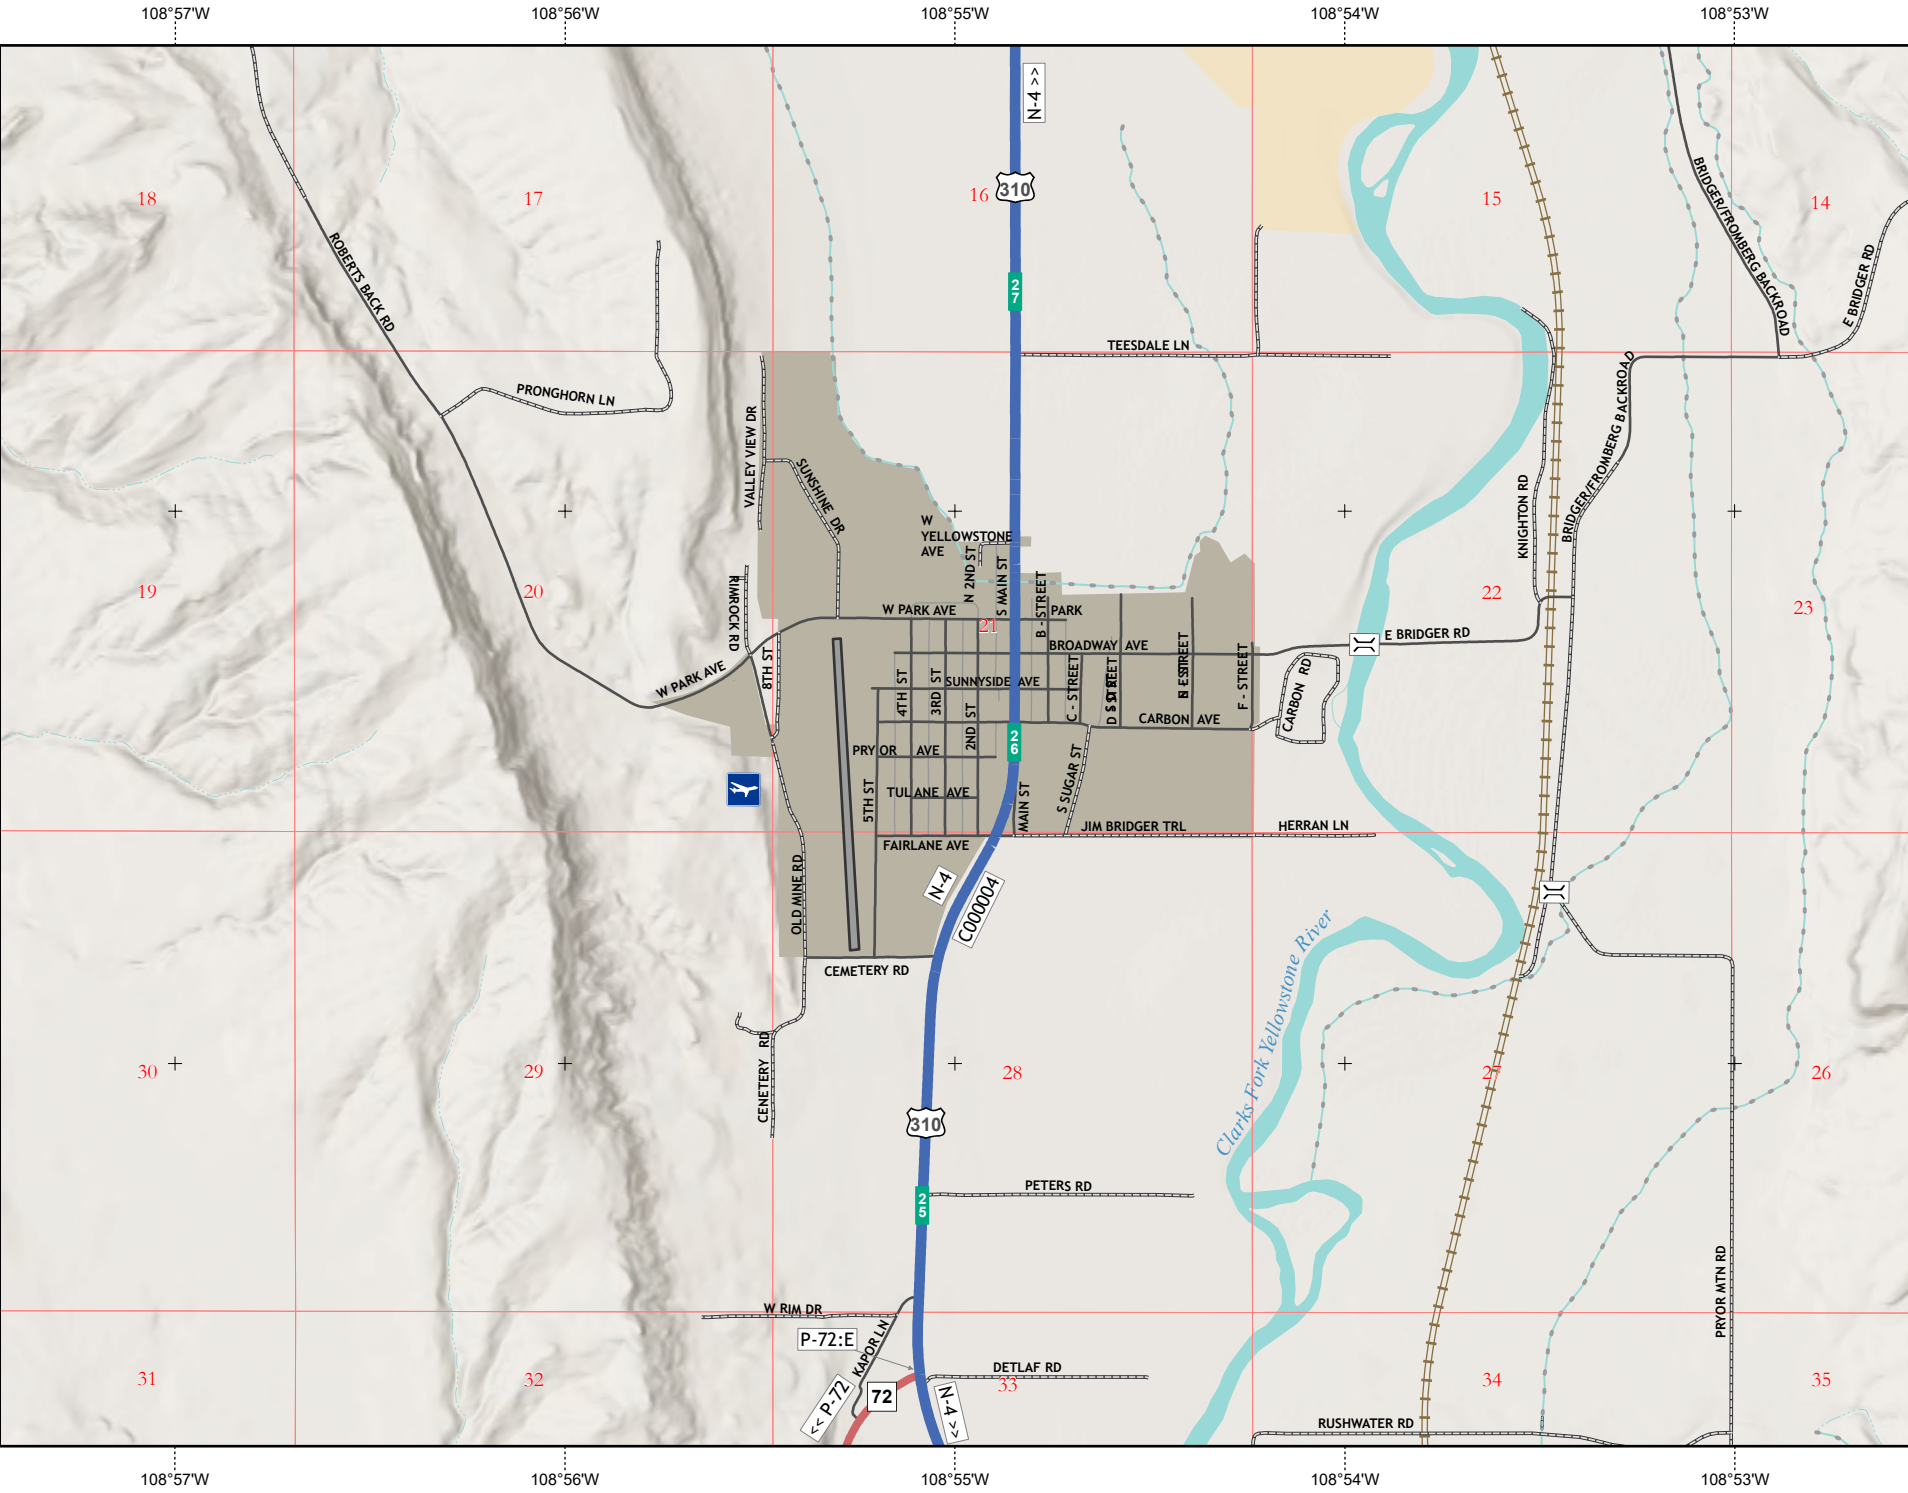 108°57'W
108°56'W
108°55'W
108°54'W
108°53'W
N-4 >>
310
18
17
16
15
14
BRIDGER/FROMBERG BACKROAD
E BRIDGER RD
ROBERTS BACK RD
27
TEESDALE LN
PRONGHORN LN
VALLEY VIEW DR
SUNSHINE DR
BRIDGER/FROMBERG BACKROAD
KNIGHTON RD
W
YELLOWSTONE
AVE
N 2ND ST
S MAIN ST
B - STREET
RIMROCK RD
19
20
21
22
23
W PARK AVE
PARK
BROADWAY AVE
E BRIDGER RD
W PARK AVE
8TH ST
4TH ST
3RD ST
SUNNYSIDE AVE
C - STREET
F - STREET
CARBON RD
2ND ST
CARBON AVE
26
PRYOR AVE
S SUGAR ST
5TH ST
TULANE AVE
MAIN ST
JIM BRIDGER TRL
HERRAN LN
FAIRLANE AVE
OLD MINE RD
N-4
C000004
CEMETERY RD
Clarks Fork Yellowstone River
CENETERY RD
30
29
28
27
26
310
25
PETERS RD
PRYOR MTN RD
W RIM DR
P-72:E
KAPOR LN
DETLAF RD
31
32
33
34
35
72
<< P-72
N-4 >>
RUSHWATER RD
108°57'W
108°56'W
108°55'W
108°54'W
108°53'W